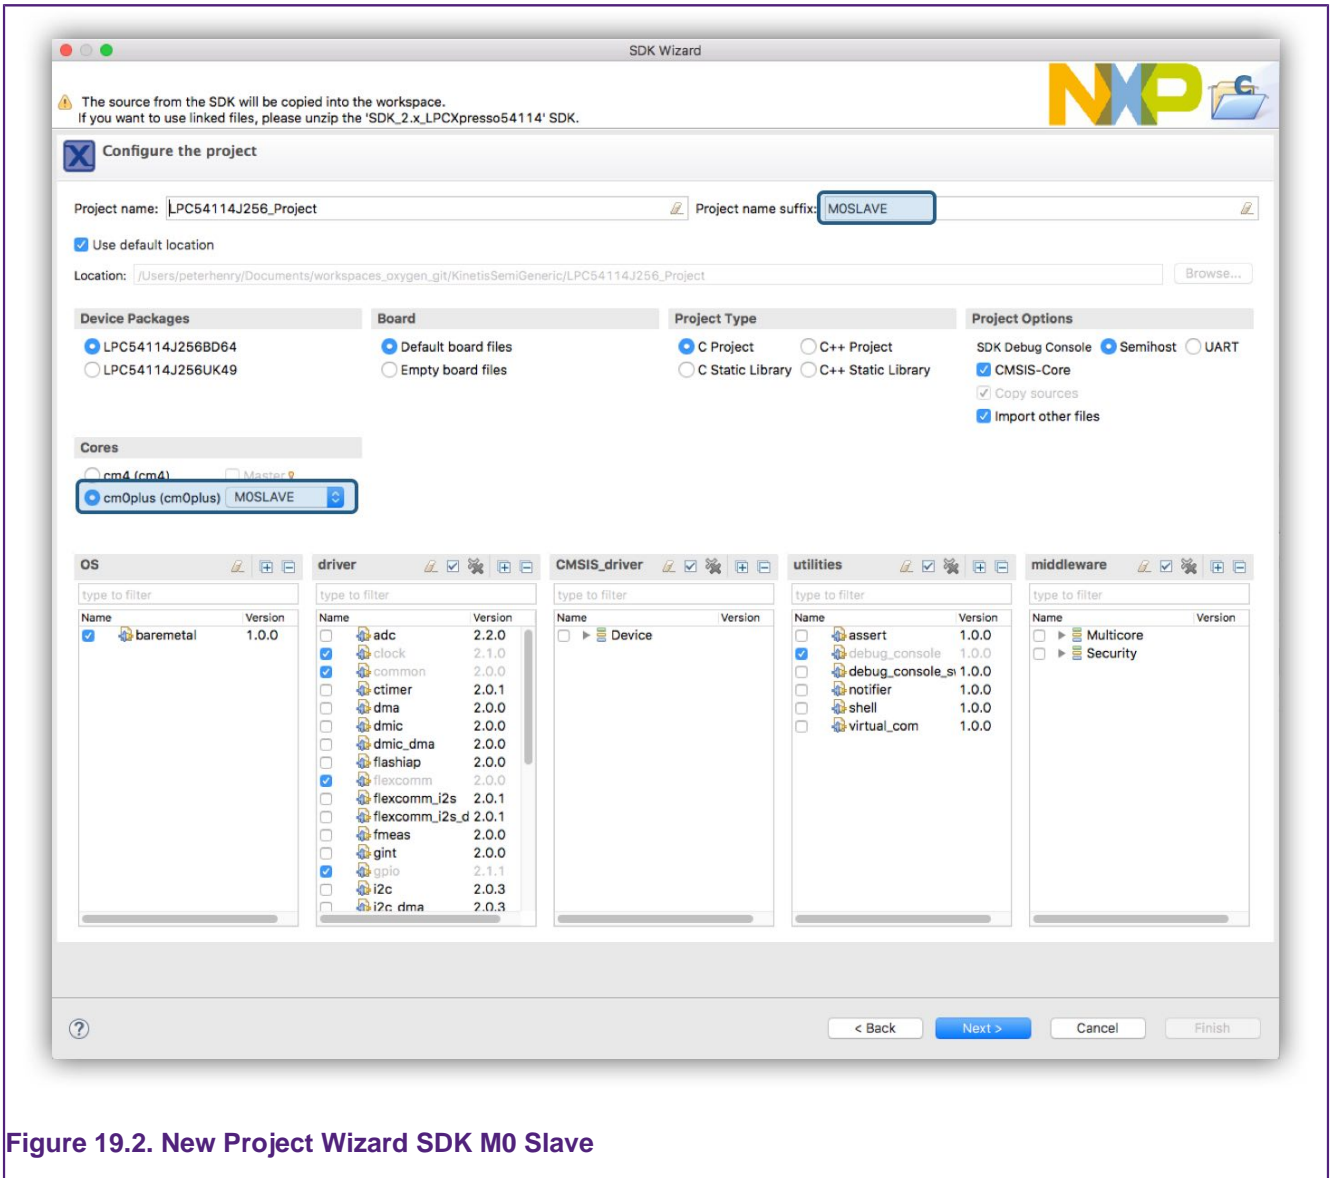 SDK Wizard
NXP
C
The source from the SDK will be copied into the workspace.
If you want to use linked files, please unzip the 'SDK_2.x_LPCXpresso54114' SDK.
X Configure the project
Project name: LPC54114J256_Project Project name suffix: M0SLAVE
Use default location
Location: /Users/peterhenry/Documents/workspaces_oxygen_git/KinetisSemiGeneric/LPC54114J256_Project Browse...
Device Packages Board Project Type Project Options
LPC54114J256BD64 Default board files C Project C++ Project SDK Debug Console Semihost UART
LPC54114J256UK49 Empty board files C Static Library C++ Static Library CMSIS-Core
Copy sources
Import other files
Cores
cm4 (cm4) Master
cm0plus (cm0plus) M0SLAVE
OS driver CMSIS_driver utilities middleware
type to filter type to filter type to filter type to filter type to filter
Name Version Name Version Name Version Name Version Name Version
baremetal 1.0.0 adc 2.2.0 Device assert 1.0.0 Multicore
clock 2.1.0 debug_console 1.0.0 Security
common 2.0.0 debug_console_s 1.0.0
ctimer 2.0.1 notifier 1.0.0
dma 2.0.0 shell 1.0.0
dmic 2.0.0 virtual_com 1.0.0
dmic_dma 2.0.0
flashiap 2.0.0
flexcomm 2.0.0
flexcomm_i2s 2.0.1
flexcomm_i2s_d 2.0.1
fmeas 2.0.0
gint 2.0.0
gpio 2.1.1
i2c 2.0.3
i2c_dma 2.0.3
? < Back Next > Cancel Finish
Figure 19.2. New Project Wizard SDK M0 Slave